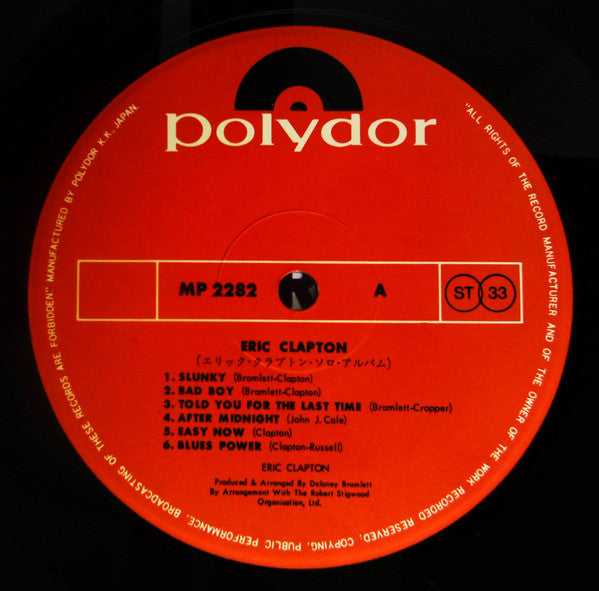 polydor
MP 2282
A
ST 33
ERIC CLAPTON
(エリック・クラプトン・ソロ・アルバム)
1. SLUNKY (Bramlett-Clapton)
2. BAD BOY (Bramlett-Clapton)
3. TOLD YOU FOR THE LAST TIME (Bramlett-Cropper)
4. AFTER MIDNIGHT (John J. Cale)
5. EASY NOW (Clapton)
6. BLUES POWER (Clapton-Russell)
ERIC CLAPTON
Produced & Arranged By Delaney Bramlett
By Arrangement With The Robert Stigwood
Organisation, Ltd.
"ALL RIGHTS OF THE RECORD MANUFACTURER AND OF THE OWNER OF THE WORK RECORDED RESERVED, COPYING, PUBLIC PERFORMANCE, BROADCASTING OF THESE RECORDS ARE FORBIDDEN" MANUFACTURED BY POLYDOR K.K. JAPAN.